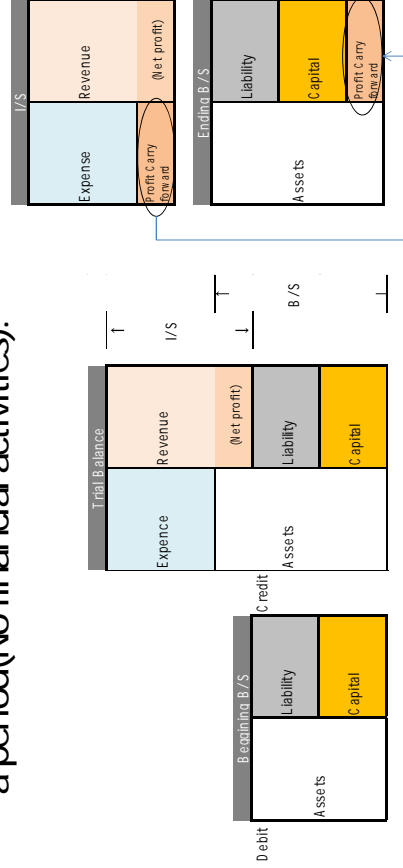 a period(No financial activities).
Beggining B/S
Debit
Credit
Assets
Liability
Capital
Trial Balance
Expence
Revenue
(Net profit)
Assets
Liability
Capital
↑
I/S
↓
↑
B/S
↓
I/S
Expense
Revenue
Profit Carry
forward
(Net profit)
Ending B/S
Assets
Liability
Capital
Profit Carry
forward